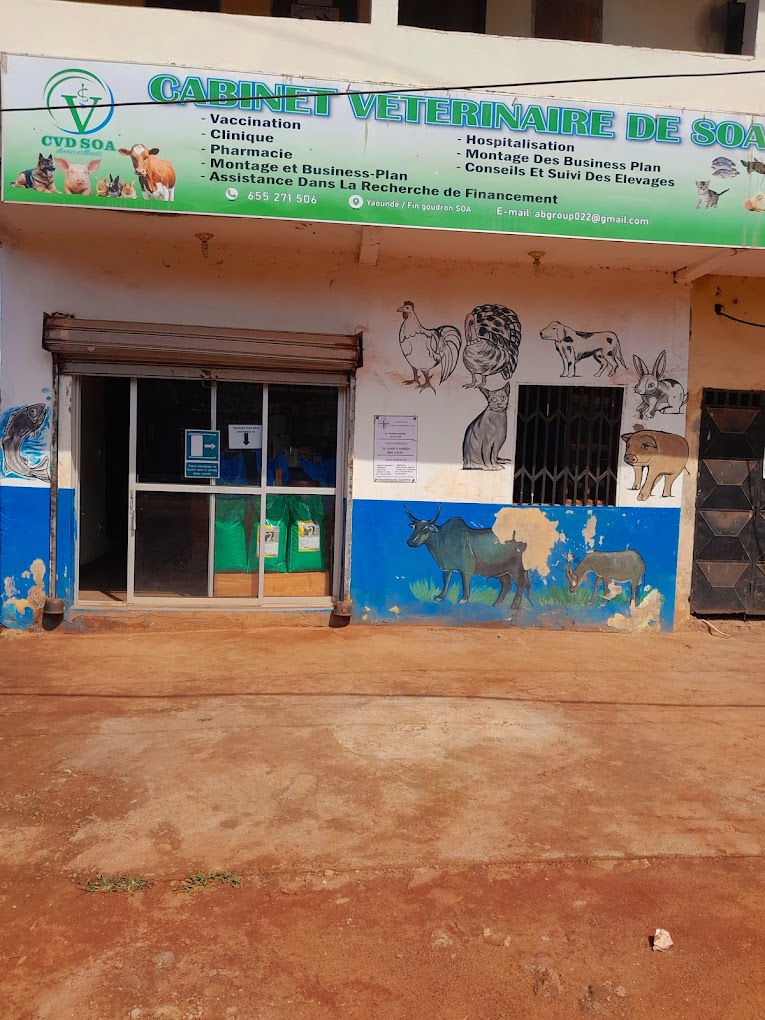 CABINET VETERINAIRE DE SOA
V
CVD SOA
- Vaccination
- Clinique
- Pharmacie
- Montage et Business-Plan
- Assistance Dans La Recherche de Financement
- Hospitalisation
- Montage Des Business Plan
- Conseils Et Suivi Des Elevages
655 271 506
Yaoundé / Fin goudron SOA
E-mail: abgroup022@gmail.com